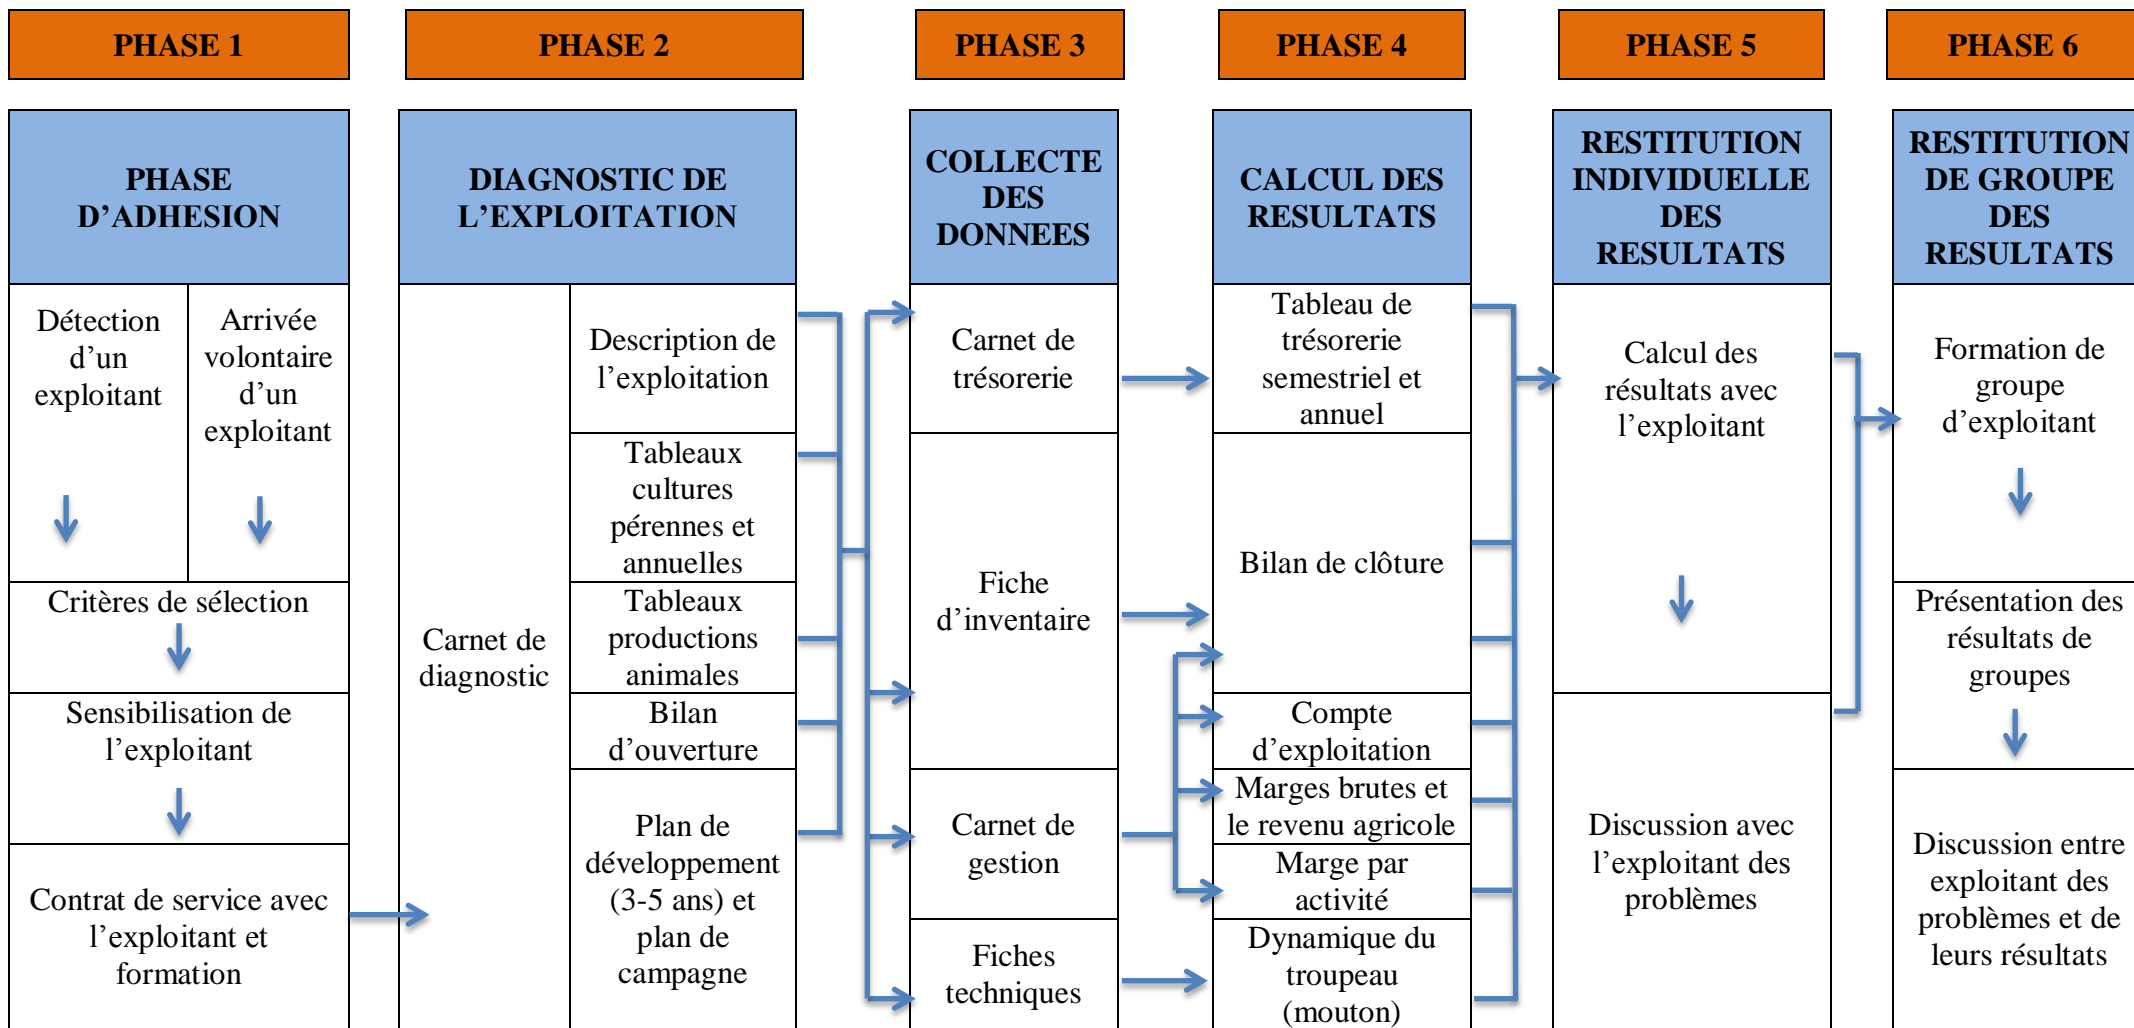 PHASE 1
PHASE 2
PHASE 3
PHASE 4
PHASE 5
PHASE 6
PHASE
D’ADHESION
DIAGNOSTIC DE
L’EXPLOITATION
COLLECTE
DES
DONNEES
CALCUL DES
RESULTATS
RESTITUTION
INDIVIDUELLE
DES
RESULTATS
RESTITUTION
DE GROUPE
DES
RESULTATS
Détection
d’un
exploitant
Arrivée
volontaire
d’un
exploitant
Critères de sélection
Sensibilisation de
l’exploitant
Contrat de service avec
l’exploitant et
formation
Carnet de
diagnostic
Description de
l’exploitation
Tableaux
cultures
pérennes et
annuelles
Tableaux
productions
animales
Bilan
d’ouverture
Plan de
développement
(3-5 ans) et
plan de
campagne
Carnet de
trésorerie
Fiche
d’inventaire
Carnet de
gestion
Fiches
techniques
Tableau de
trésorerie
semestriel et
annuel
Bilan de clôture
Compte
d’exploitation
Marges brutes et
le revenu agricole
Marge par
activité
Dynamique du
troupeau
(mouton)
Calcul des
résultats avec
l’exploitant
Discussion avec
l’exploitant des
problèmes
Formation de
groupe
d’exploitant
Présentation des
résultats de
groupes
Discussion entre
exploitant des
problèmes et de
leurs résultats